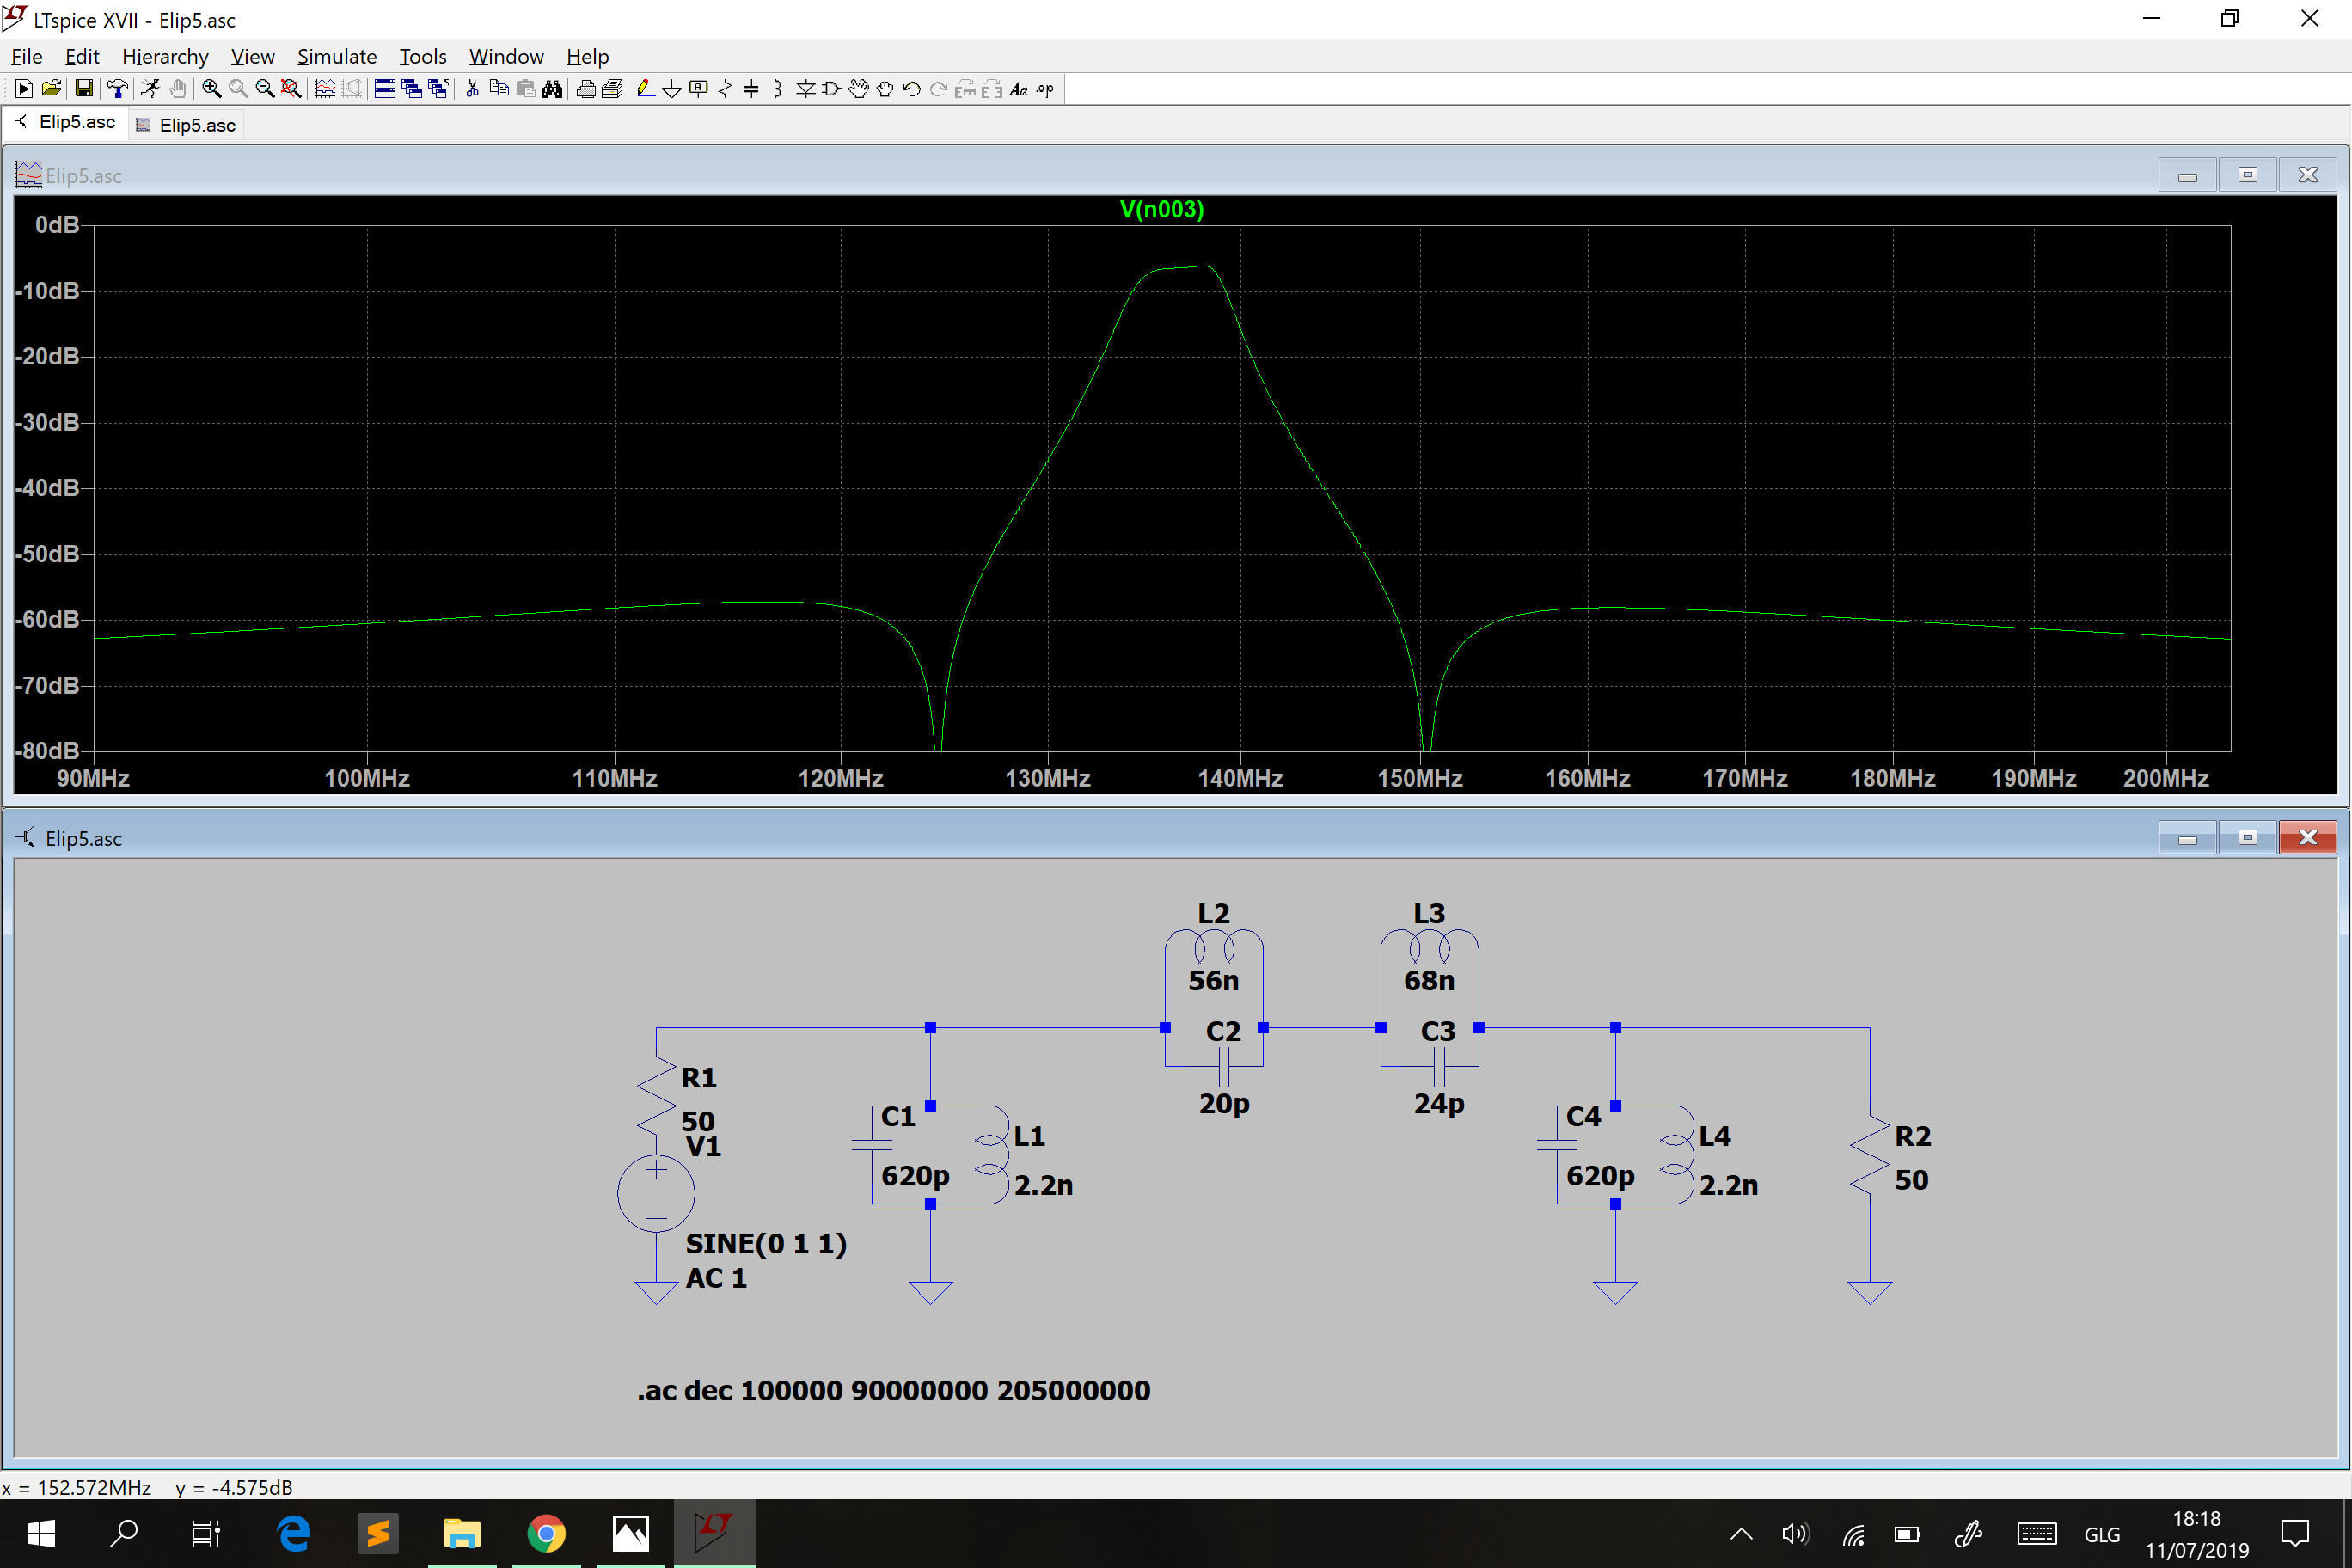 LTspice XVII - Elip5.asc
File Edit Hierarchy View Simulate Tools Window Help
Elip5.asc Elip5.asc
Elip5.asc
V(n003)
0dB
-10dB
-20dB
-30dB
-40dB
-50dB
-60dB
-70dB
-80dB
90MHz 100MHz 110MHz 120MHz 130MHz 140MHz 150MHz 160MHz 170MHz 180MHz 190MHz 200MHz
Elip5.asc
L2 L3
56n 68n
C2 C3
20p 24p
R1
50
V1
SINE(0 1 1)
AC 1
C1
620p
L1
2.2n
C4
620p
L4
2.2n
R2
50
.ac dec 100000 90000000 205000000
x = 152.572MHz y = -4.575dB
GLG
18:18
11/07/2019